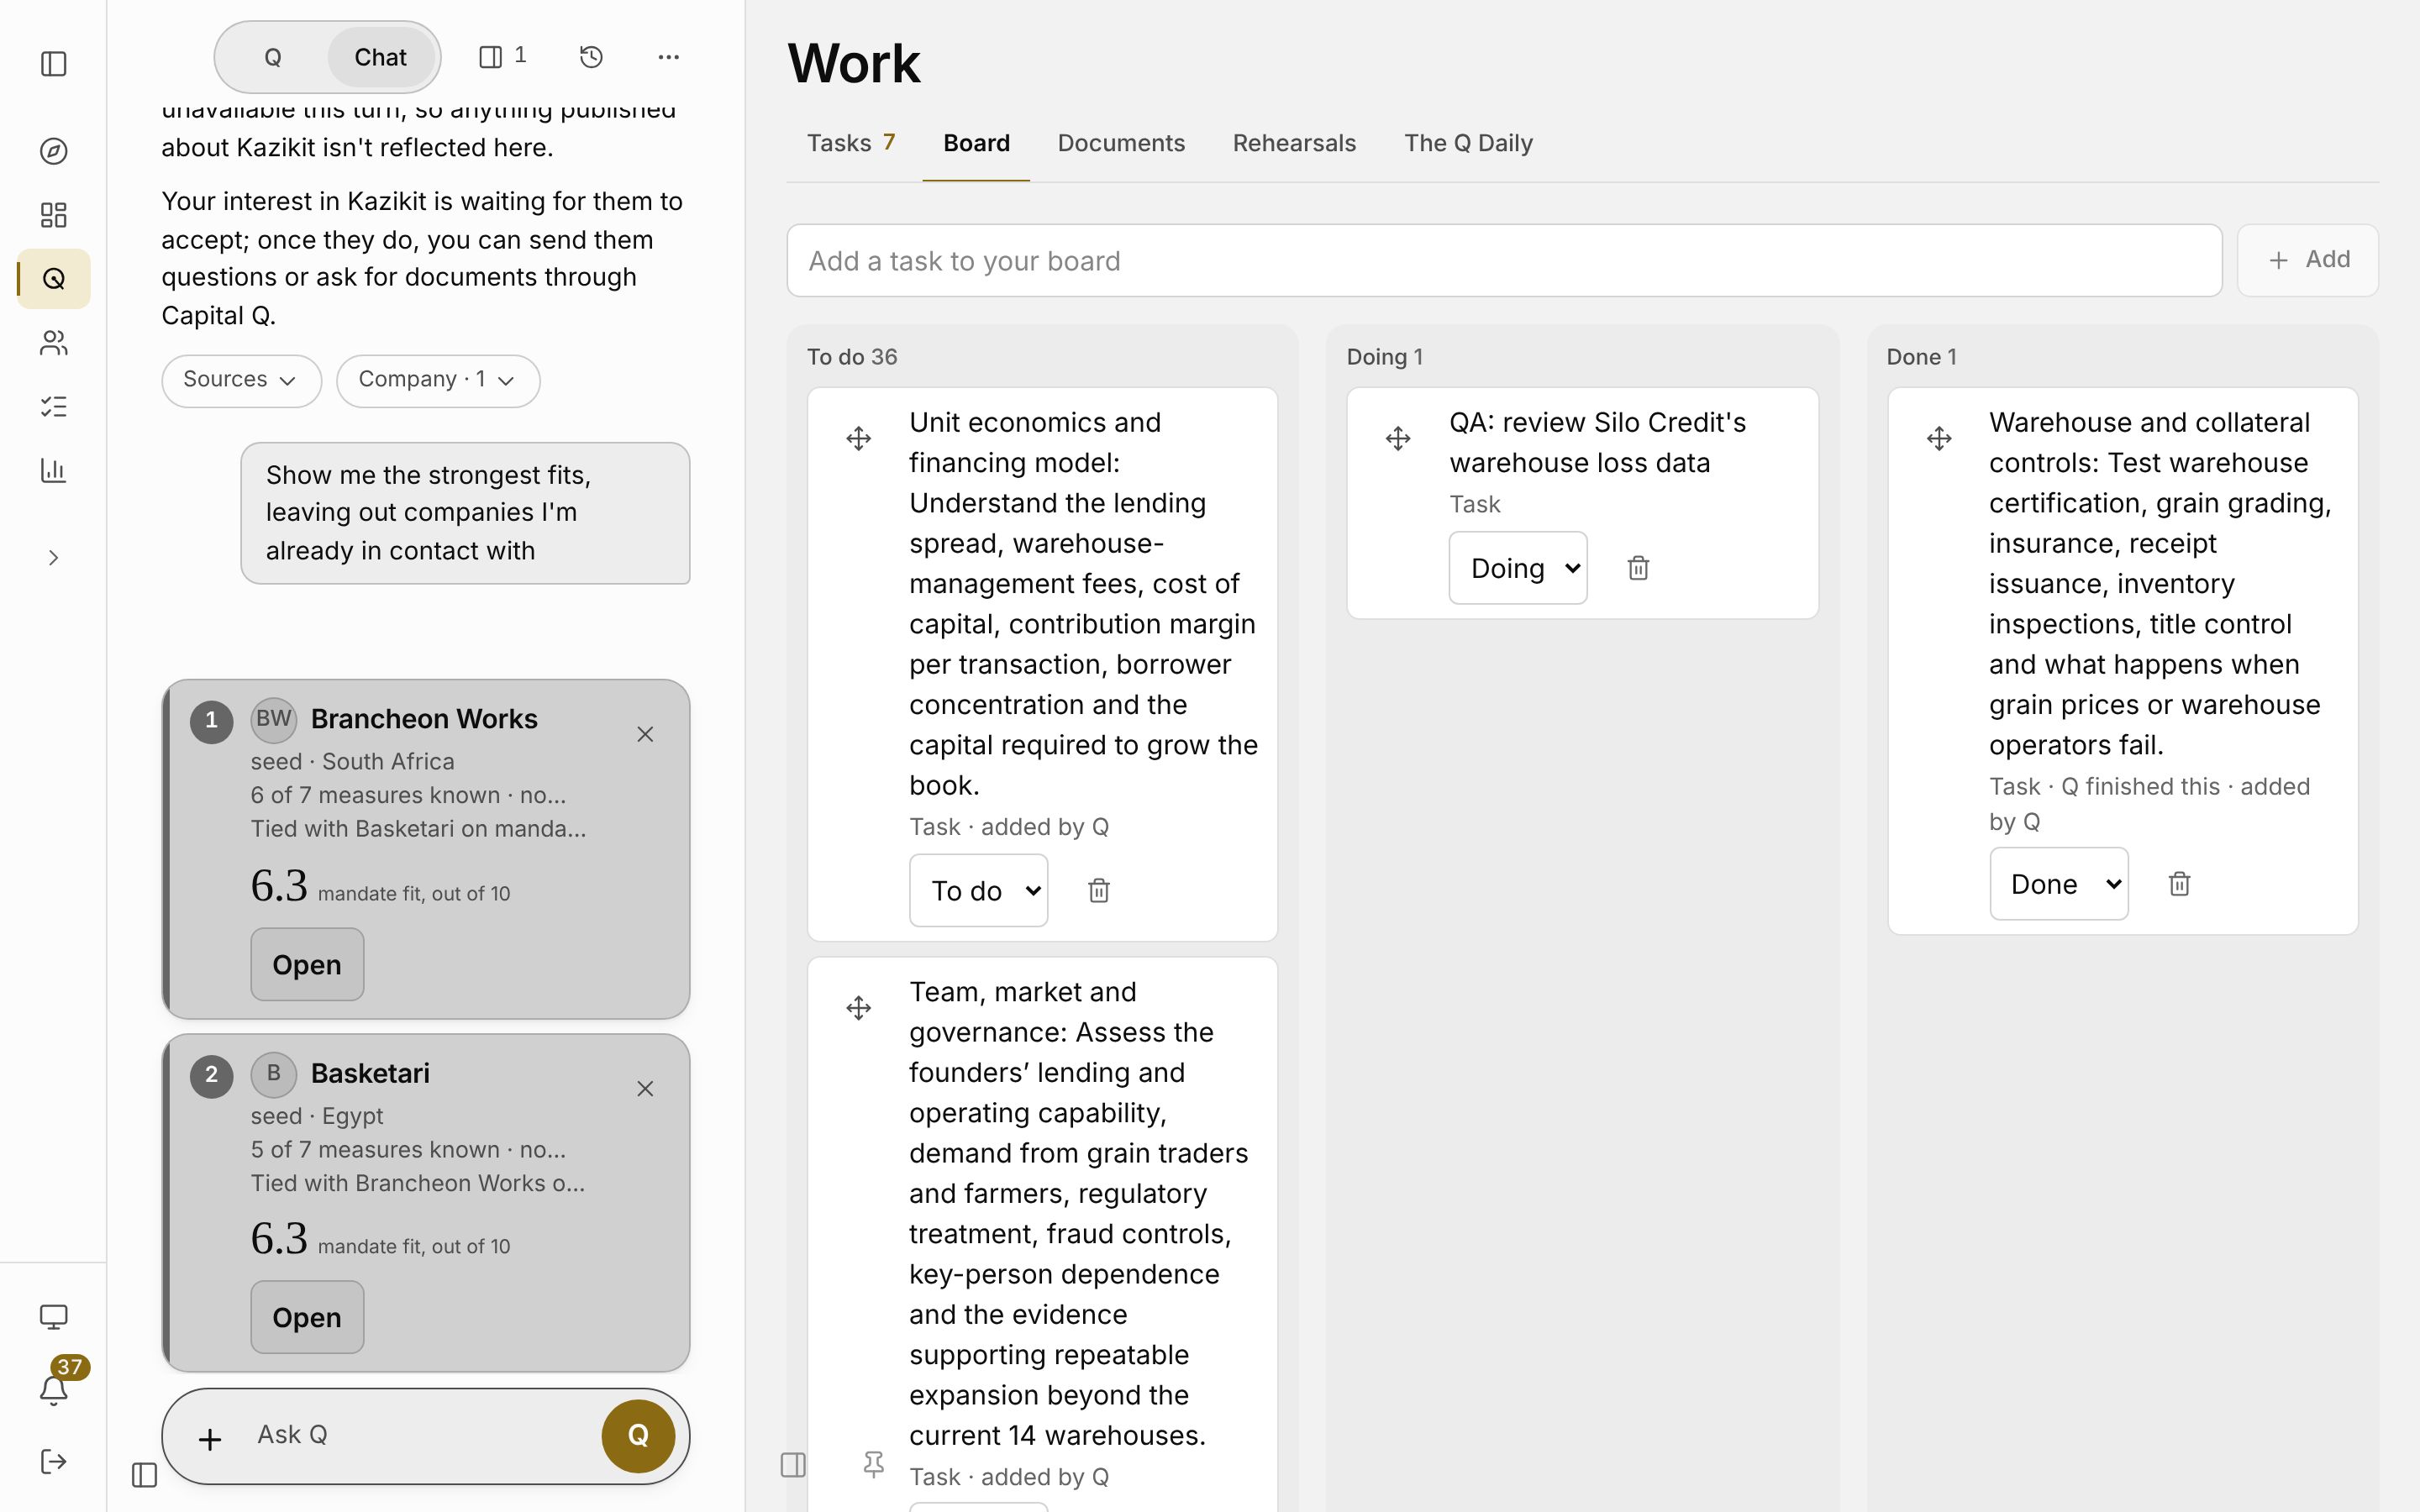 Q
Chat
1
unavailable this turn, so anything published
about Kazikit isn't reflected here.
Your interest in Kazikit is waiting for them to
accept; once they do, you can send them
questions or ask for documents through
Capital Q.
Sources
Company · 1
Show me the strongest fits,
leaving out companies I'm
already in contact with
1
BW
Brancheon Works
seed · South Africa
6 of 7 measures known · no...
Tied with Basketari on manda...
6.3 mandate fit, out of 10
Open
2
B
Basketari
seed · Egypt
5 of 7 measures known · no...
Tied with Brancheon Works o...
6.3 mandate fit, out of 10
Open
Ask Q
Q
37
Work
Tasks 7
Board
Documents
Rehearsals
The Q Daily
Add a task to your board
Add
To do 36
Unit economics and
financing model:
Understand the lending
spread, warehouse-
management fees, cost of
capital, contribution margin
per transaction, borrower
concentration and the
capital required to grow the
book.
Task · added by Q
To do
Team, market and
governance: Assess the
founders’ lending and
operating capability,
demand from grain traders
and farmers, regulatory
treatment, fraud controls,
key-person dependence
and the evidence
supporting repeatable
expansion beyond the
current 14 warehouses.
Task · added by Q
Doing 1
QA: review Silo Credit's
warehouse loss data
Task
Doing
Done 1
Warehouse and collateral
controls: Test warehouse
certification, grain grading,
insurance, receipt
issuance, inventory
inspections, title control
and what happens when
grain prices or warehouse
operators fail.
Task · Q finished this · added
by Q
Done